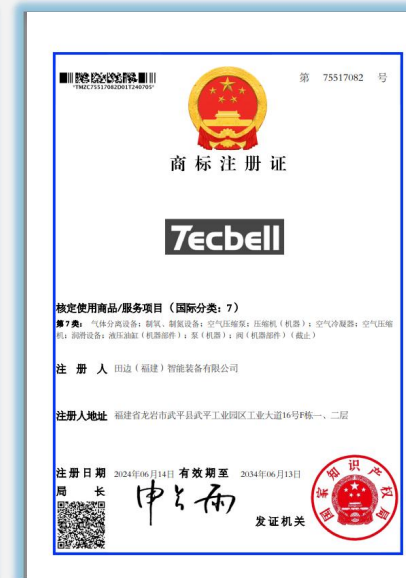 第 75517082 号
*TMZC75517082D01T240705*
商标注册证
Tecbell
核定使用商品/服务项目（国际分类：7）
第7类：气体分离设备；制氧、制氮设备；空气压缩泵；压缩机（机器）；空气冷凝器；空气压缩
机；润滑设备；液压油缸（机器部件）；泵（机器）；阀（机器部件）（截止）
注 册 人 田边（福建）智能装备有限公司
注册人地址 福建省龙岩市武平县武平工业园区工业大道16号F栋一、二层
注册日期 2024年06月14日 有效期至 2034年06月13日
局 长 申长雨
发证机关
国家知识产权局